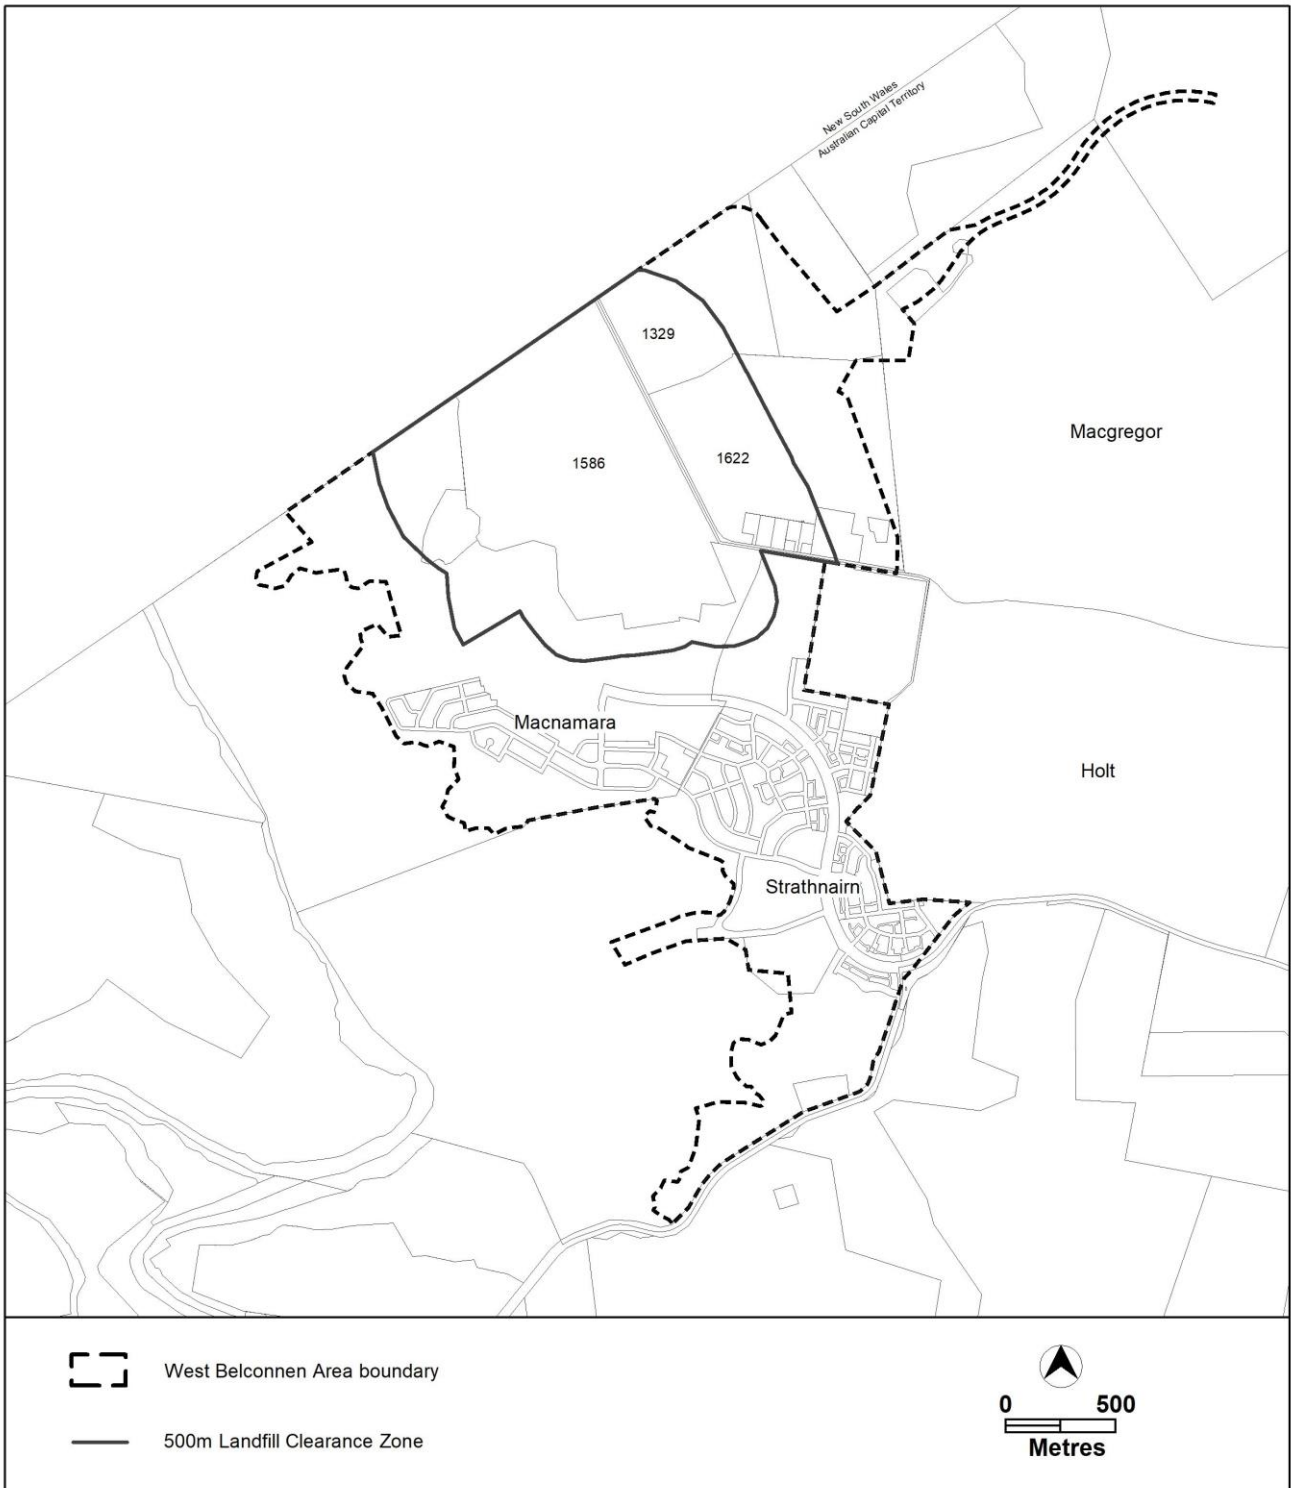 New South Wales
Australian Capital Territory
1329
Macgregor
1622
1586
Macnamara
Holt
Strathnairn
West Belconnen Area boundary
500m Landfill Clearance Zone
0 500
Metres